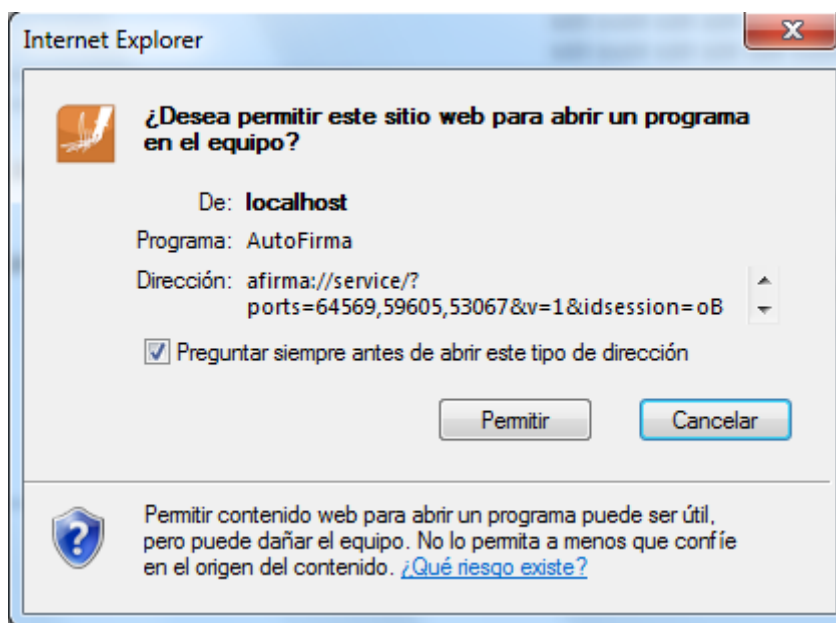 Internet Explorer
¿Desea permitir este sitio web para abrir un programa
en el equipo?
De: localhost
Programa: AutoFirma
Dirección: afirma://service/?
ports=64569,59605,53067&v=1&idsession=oB
Preguntar siempre antes de abrir este tipo de dirección
Permitir Cancelar
Permitir contenido web para abrir un programa puede ser útil,
pero puede dañar el equipo. No lo permita a menos que confíe
en el origen del contenido. ¿Qué riesgo existe?